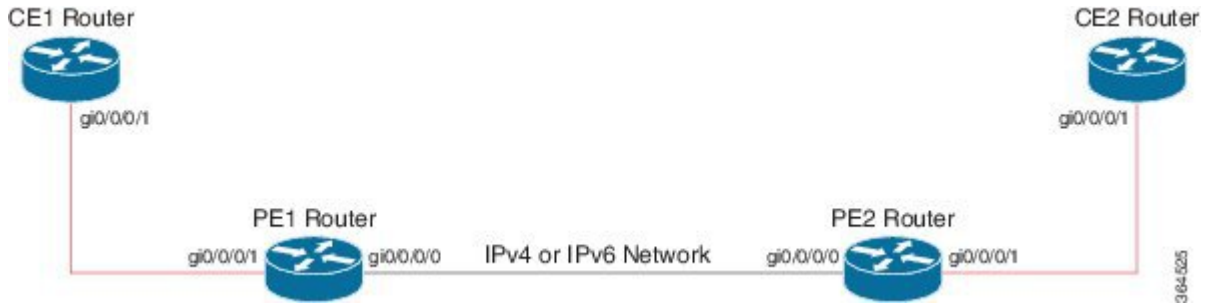 CE1 Router
CE2 Router
gi0/0/0/1
gi0/0/0/1
PE1 Router
PE2 Router
gi0/0/0/1
gi0/0/0/0
IPv4 or IPv6 Network
gi0/0/0/0
gi0/0/0/1
364525